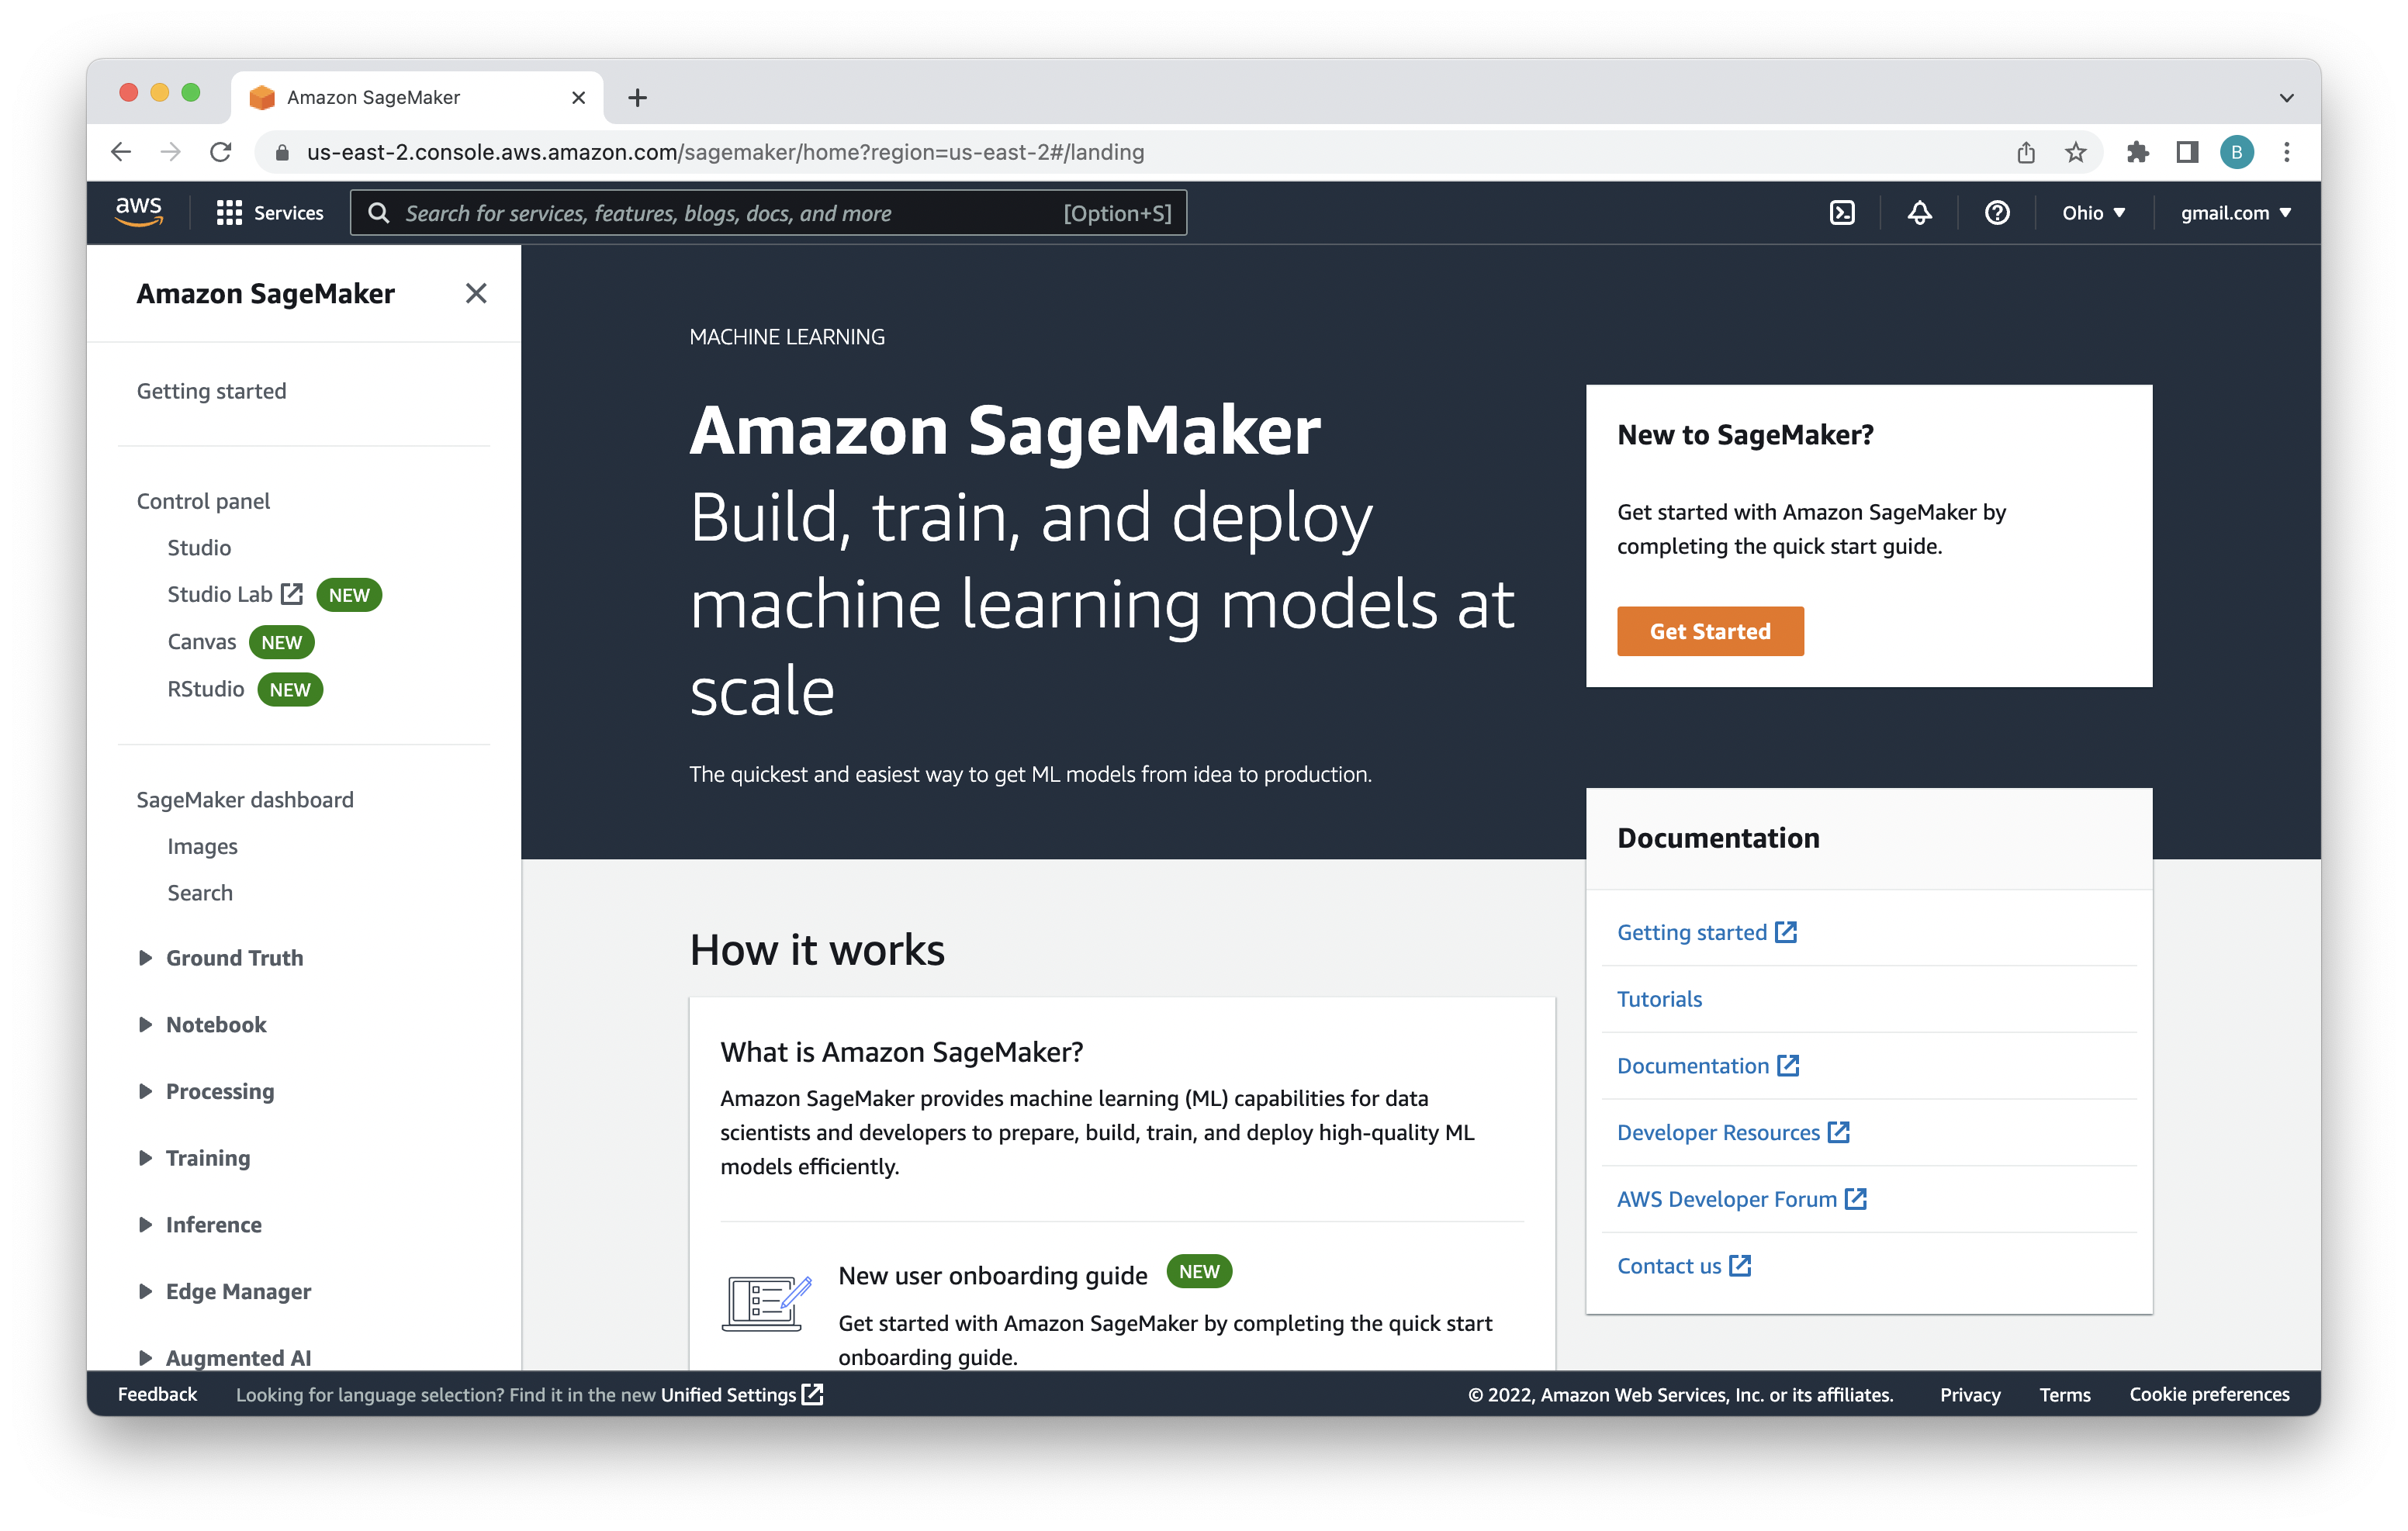 Amazon SageMaker
us-east-2.console.aws.amazon.com/sagemaker/home?region=us-east-2#/landing
B
aws
Services
Search for services, features, blogs, docs, and more
[Option+S]
Ohio
gmail.com
Amazon SageMaker
Getting started
Control panel
Studio
Studio Lab NEW
Canvas NEW
RStudio NEW
SageMaker dashboard
Images
Search
Ground Truth
Notebook
Processing
Training
Inference
Edge Manager
Augmented AI
MACHINE LEARNING
Amazon SageMaker
Build, train, and deploy
machine learning models at
scale
The quickest and easiest way to get ML models from idea to production.
New to SageMaker?
Get started with Amazon SageMaker by
completing the quick start guide.
Get Started
How it works
What is Amazon SageMaker?
Amazon SageMaker provides machine learning (ML) capabilities for data
scientists and developers to prepare, build, train, and deploy high-quality ML
models efficiently.
New user onboarding guide NEW
Get started with Amazon SageMaker by completing the quick start
onboarding guide.
Documentation
Getting started
Tutorials
Documentation
Developer Resources
AWS Developer Forum
Contact us
Feedback
Looking for language selection? Find it in the new Unified Settings
© 2022, Amazon Web Services, Inc. or its affiliates.
Privacy
Terms
Cookie preferences